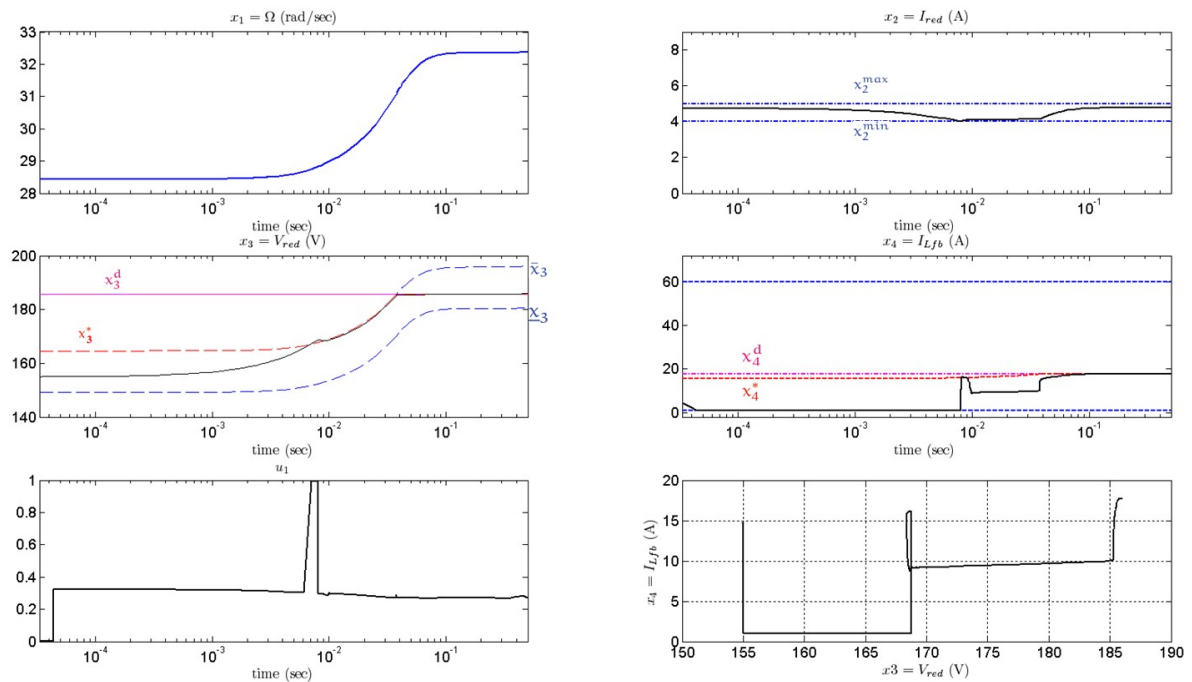 x₁ = Ω (rad/sec)
33
32
31
30
29
28
10⁻⁴ 10⁻³ 10⁻² 10⁻¹
time (sec)
x₂ = I_red (A)
8
6
4
2
0
x₂^max
x₂^min
10⁻⁴ 10⁻³ 10⁻² 10⁻¹
time (sec)
x₃ = V_red (V)
200
180
160
140
x₃^d
x₃^*
x̄₃
x̲₃
10⁻⁴ 10⁻³ 10⁻² 10⁻¹
time (sec)
x₄ = I_Lfb (A)
60
40
20
0
x₄^d
x₄^*
10⁻⁴ 10⁻³ 10⁻² 10⁻¹
time (sec)
u₁
1
0.8
0.6
0.4
0.2
0
10⁻⁴ 10⁻³ 10⁻² 10⁻¹
time (sec)
x₄ = I_Lfb (A)
20
15
10
5
0
150 155 160 165 170 175 180 185 190
x3 = V_red (V)